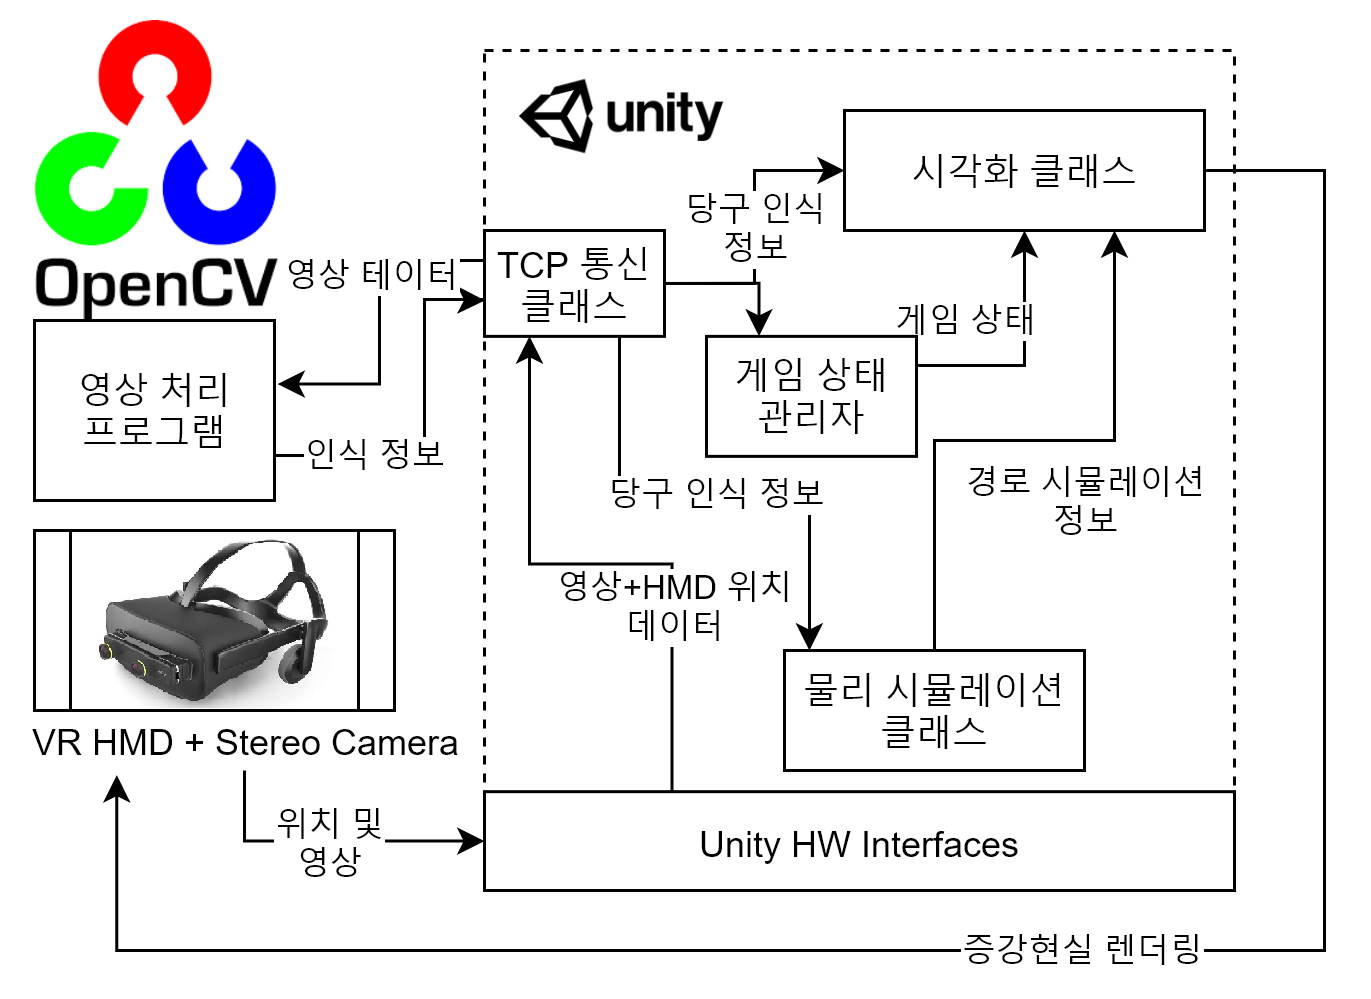 OpenCV
unity
시각화 클래스
당구 인식
정보
TCP 통신
클래스
영상 테이터
영상 처리
프로그램
인식 정보
게임 상태
게임 상태
관리자
당구 인식 정보
경로 시뮬레이션
정보
영상+HMD 위치
데이터
물리 시뮬레이션
클래스
VR HMD + Stereo Camera
위치 및
영상
Unity HW Interfaces
증강현실 렌더링